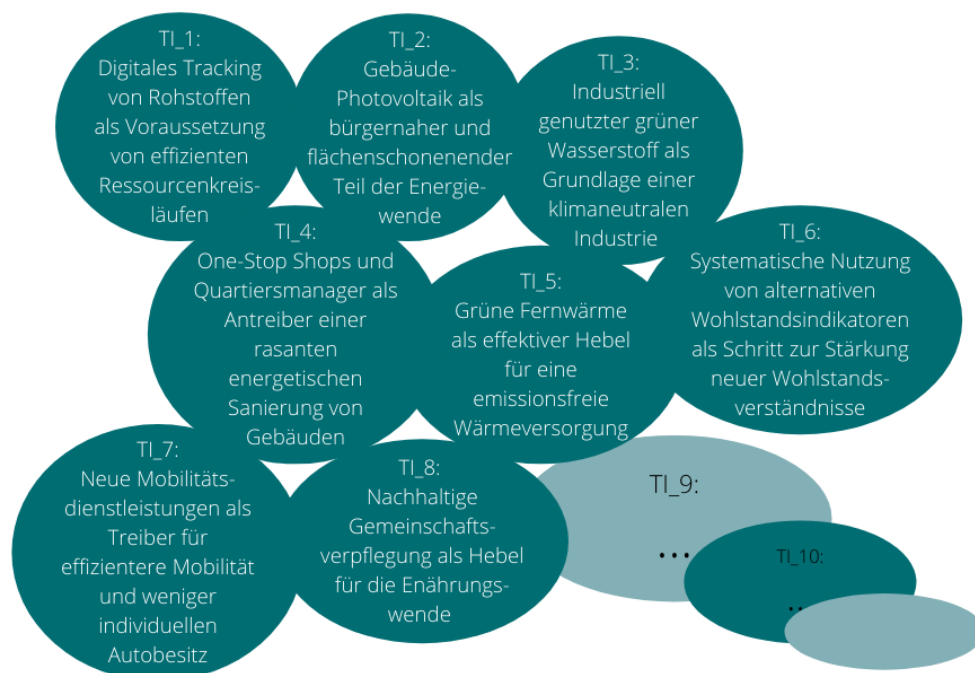 TI_1:
Digitales Tracking
von Rohstoffen
als Voraussetzung
von effizienten
Ressourcenkreis-
läufen
TI_2:
Gebäude-
Photovoltaik als
bürgernaher und
flächenschonenender
Teil der Energie-
wende
TI_3:
Industriell
genutzter grüner
Wasserstoff als
Grundlage einer
klimaneutralen
Industrie
TI_4:
One-Stop Shops und
Quartiersmanager als
Antreiber einer
rasanten
energetischen
Sanierung von
Gebäuden
TI_5:
Grüne Fernwärme
als effektiver Hebel
für eine
emissionsfreie
Wärmeversorgung
TI_6:
Systematische Nutzung
von alternativen
Wohlstandsindikatoren
als Schritt zur Stärkung
neuer Wohlstands-
verständnisse
TI_7:
Neue Mobilitäts-
dienstleistungen als
Treiber für
effizientere Mobilität
und weniger
individuellen
Autobesitz
TI_8:
Nachhaltige
Gemeinschafts-
verpflegung als Hebel
für die Enährungs-
wende
TI_9:
...
TI_10:
..